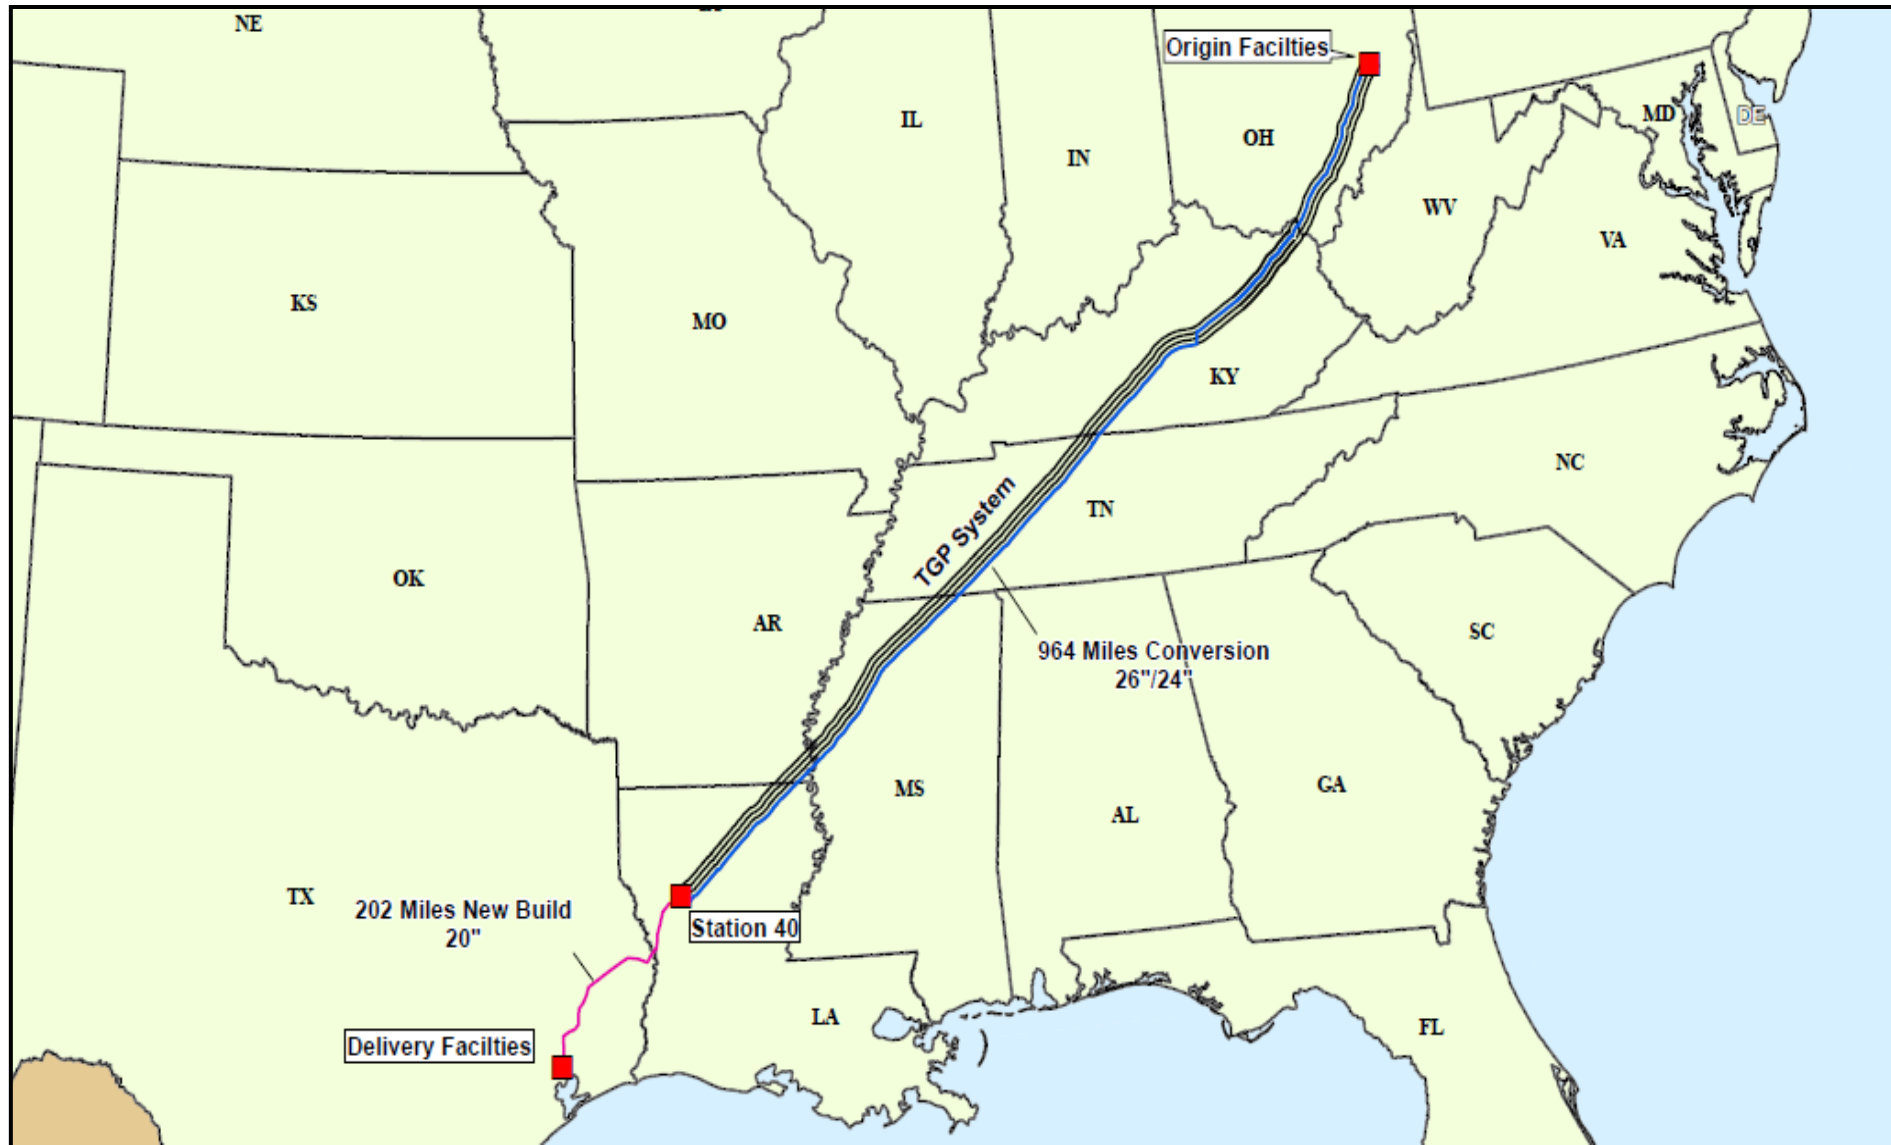 NE
Origin Facilties
IL
OH
MD
DE
IN
WV
VA
KS
MO
KY
NC
TGP System
TN
OK
AR
964 Miles Conversion
26"/24"
SC
MS
AL
GA
TX
202 Miles New Build
20"
Station 40
LA
FL
Delivery Facilties